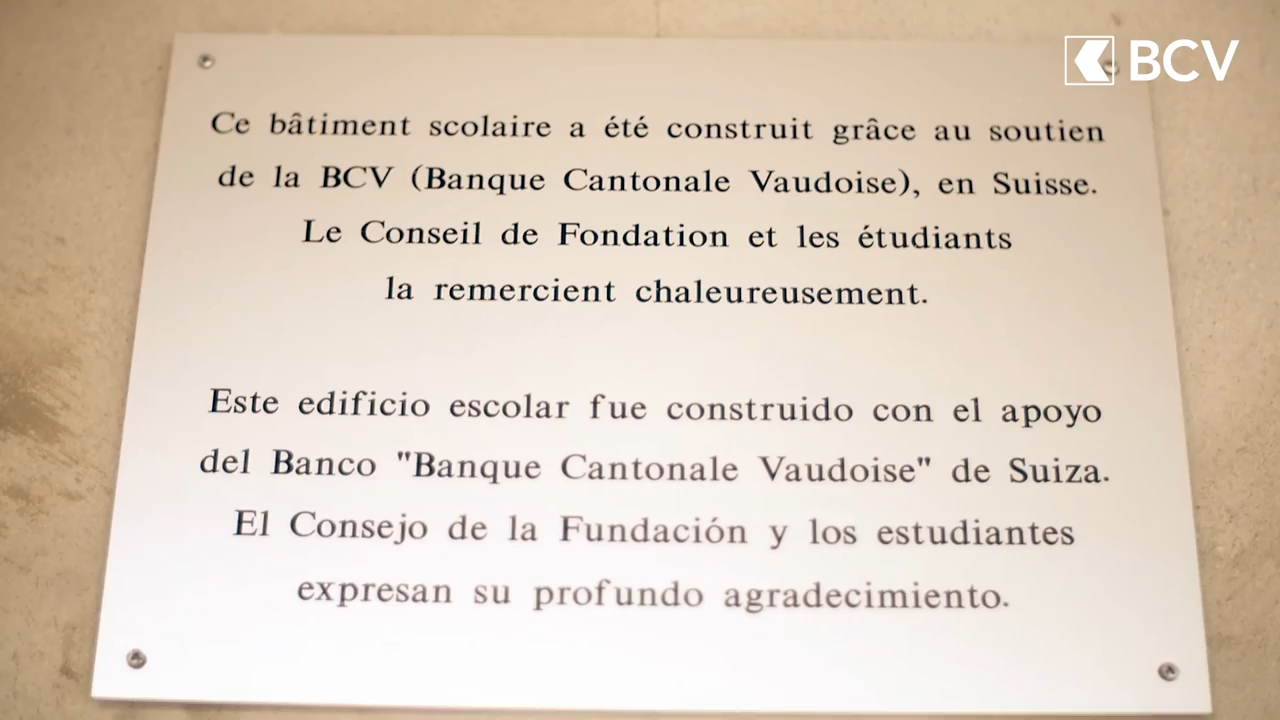 BCV
Ce bâtiment scolaire a été construit grâce au soutien
de la BCV (Banque Cantonale Vaudoise), en Suisse.
Le Conseil de Fondation et les étudiants
la remercient chaleureusement.
Este edificio escolar fue construido con el apoyo
del Banco "Banque Cantonale Vaudoise" de Suiza.
El Consejo de la Fundación y los estudiantes
expresan su profundo agradecimiento.